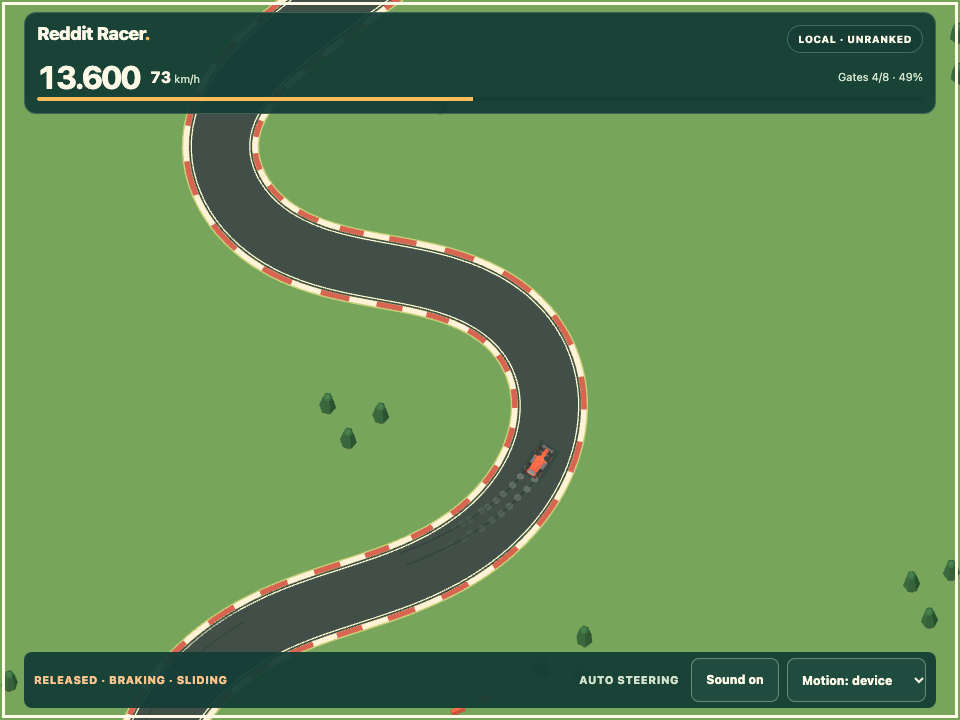 Reddit Racer.
LOCAL · UNRANKED
13.600 73 km/h
Gates 4/8 · 49%
RELEASED · BRAKING · SLIDING
AUTO STEERING
Sound on
Motion: device